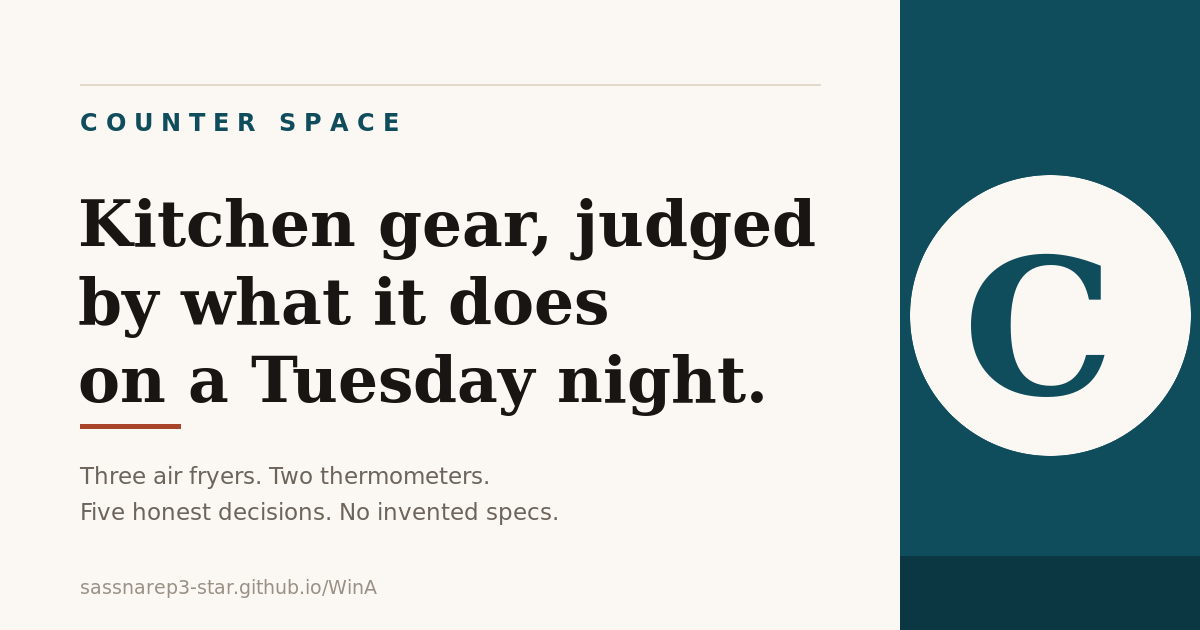 COUNTER SPACE
Kitchen gear, judged
by what it does
on a Tuesday night.
Three air fryers. Two thermometers.
Five honest decisions. No invented specs.
sassnarep3-star.github.io/WinA
C